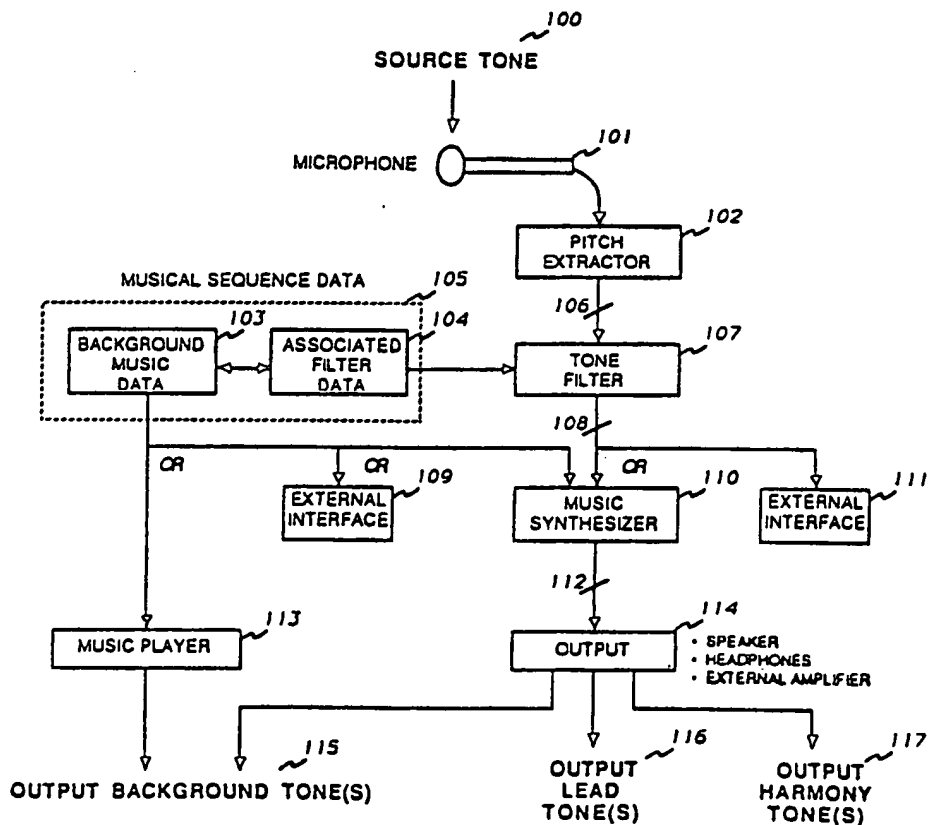 100
SOURCE TONE
MICROPHONE
101
102
PITCH
EXTRACTOR
MUSICAL SEQUENCE DATA
105
106
103
104
107
BACKGROUND
MUSIC
DATA
ASSOCIATED
FILTER
DATA
TONE
FILTER
108
OR
OR
OR
109
110
111
EXTERNAL
INTERFACE
MUSIC
SYNTHESIZER
EXTERNAL
INTERFACE
112
113
114
MUSIC PLAYER
OUTPUT
• SPEAKER
• HEADPHONES
• EXTERNAL AMPLIFIER
115
116
117
OUTPUT BACKGROUND TONE(S)
OUTPUT
LEAD
TONE(S)
OUTPUT
HARMONY
TONE(S)